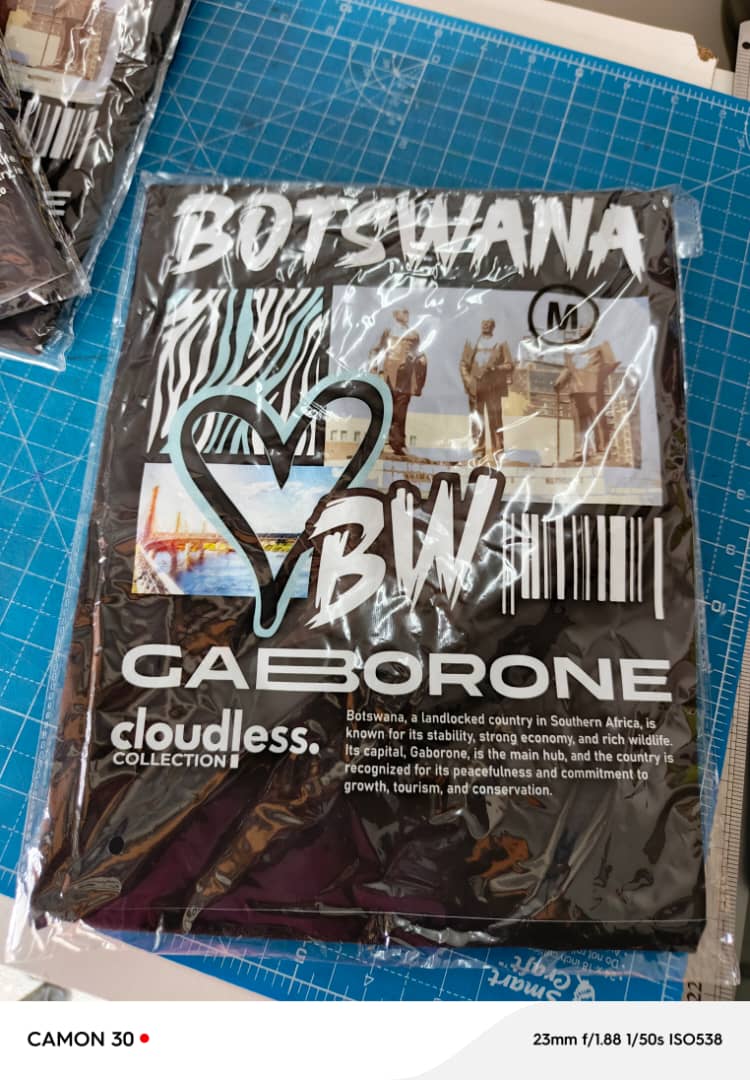 BOTSWANA
M
BW
GABORONE
cloudless.
COLLECTION
Botswana, a landlocked country in Southern Africa, is
known for its stability, strong economy, and rich wildlife.
Its capital, Gaborone, is the main hub, and the country is
recognized for its peacefulness and commitment to
growth, tourism, and conservation.
Smart
Craft
CAMON 30
23mm f/1.88 1/50s ISO538